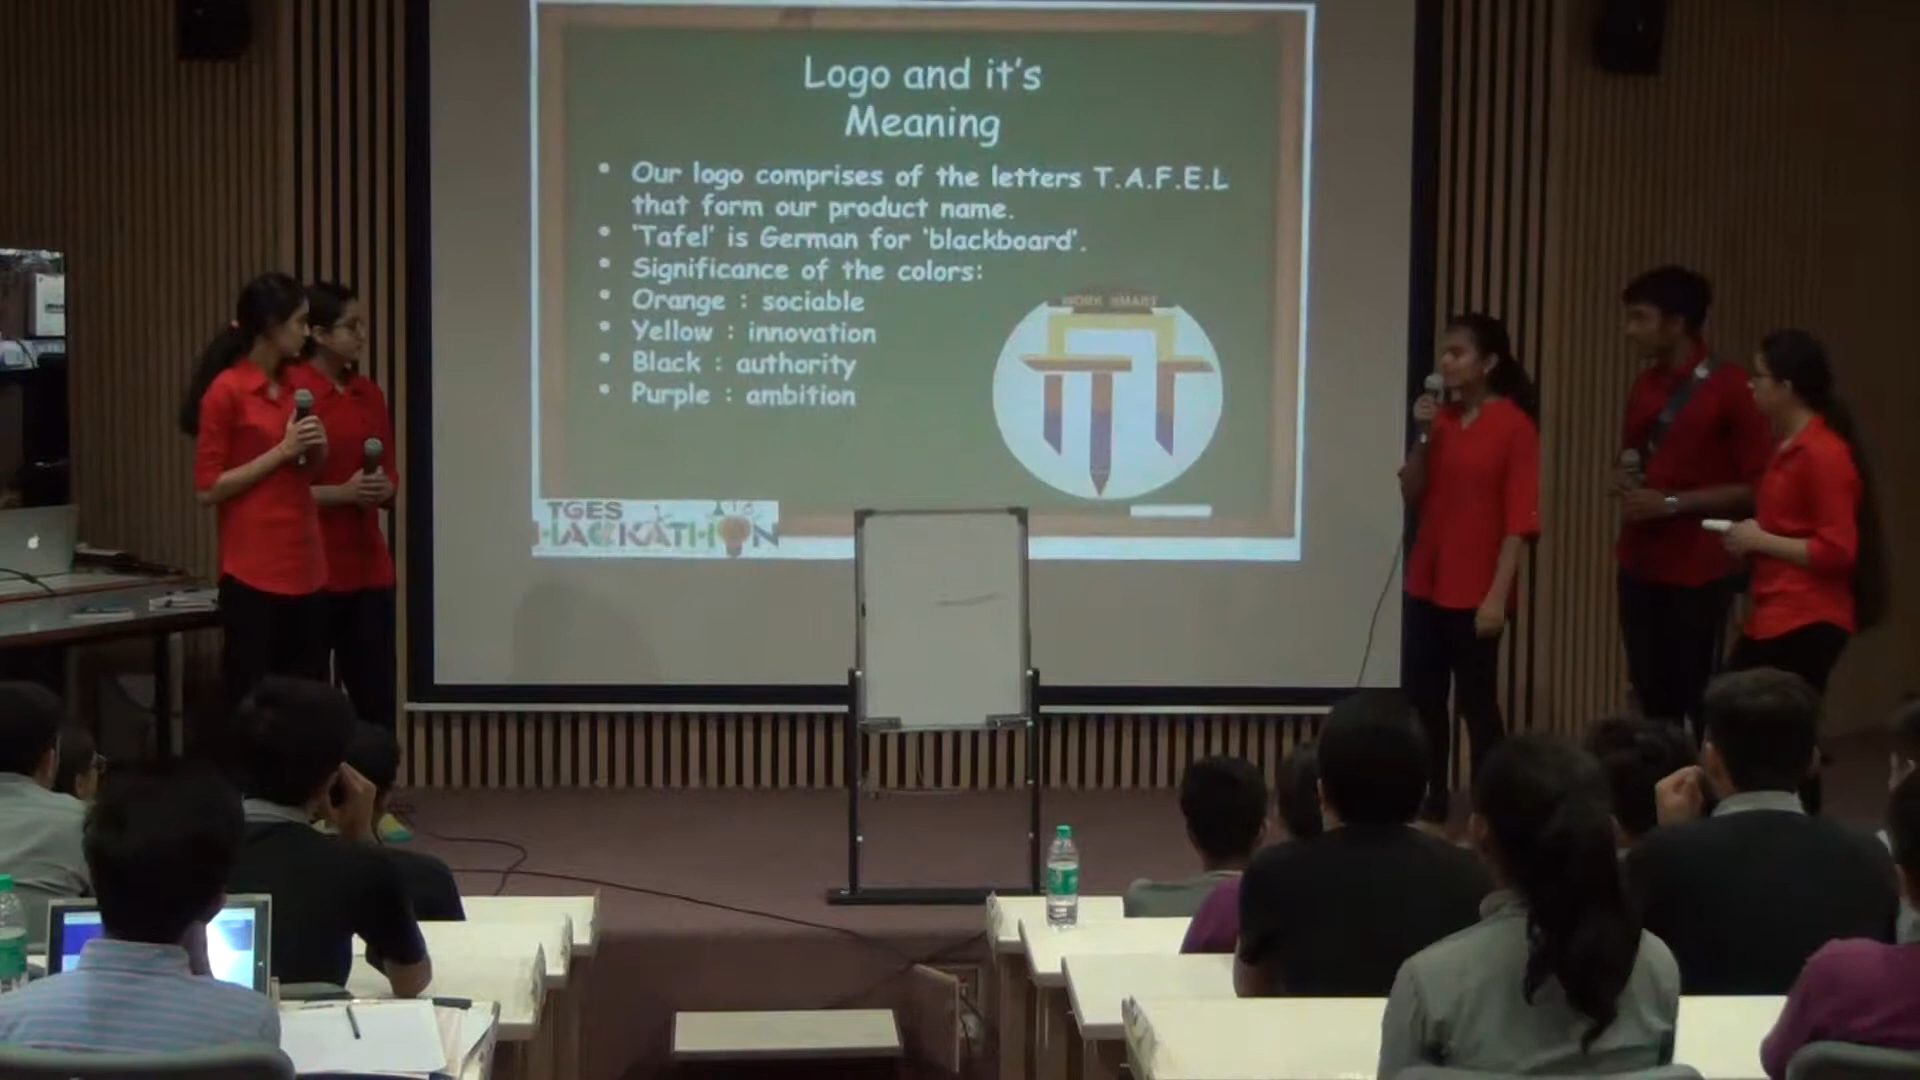 Logo and it's
Meaning
• Our logo comprises of the letters T.A.F.E.L
that form our product name.
• 'Tafel' is German for 'blackboard'.
• Significance of the colors:
• Orange : sociable
• Yellow : innovation
• Black : authority
• Purple : ambition
WORK SMART
TGES
HACKATHON